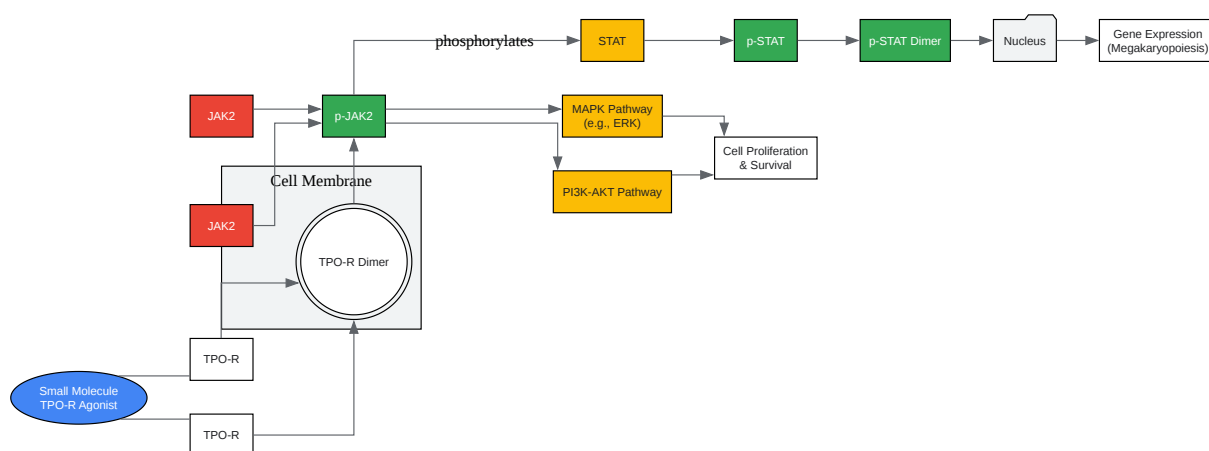 phosphorylates
STAT
p-STAT
p-STAT Dimer
Nucleus
Gene Expression
(Megakaryopoiesis)
JAK2
p-JAK2
MAPK Pathway
(e.g., ERK)
Cell Proliferation
& Survival
Cell Membrane
PI3K-AKT Pathway
JAK2
TPO-R Dimer
TPO-R
Small Molecule
TPO-R Agonist
TPO-R